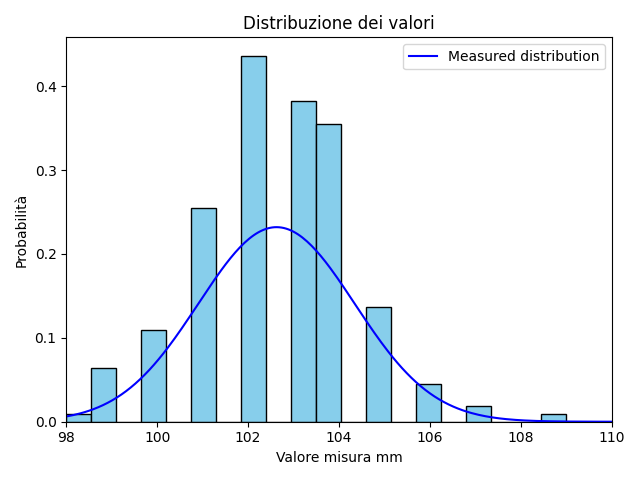 Distribuzione dei valori
Measured distribution
Probabilità
0.4
0.3
0.2
0.1
0.0
98 100 102 104 106 108 110
Valore misura mm